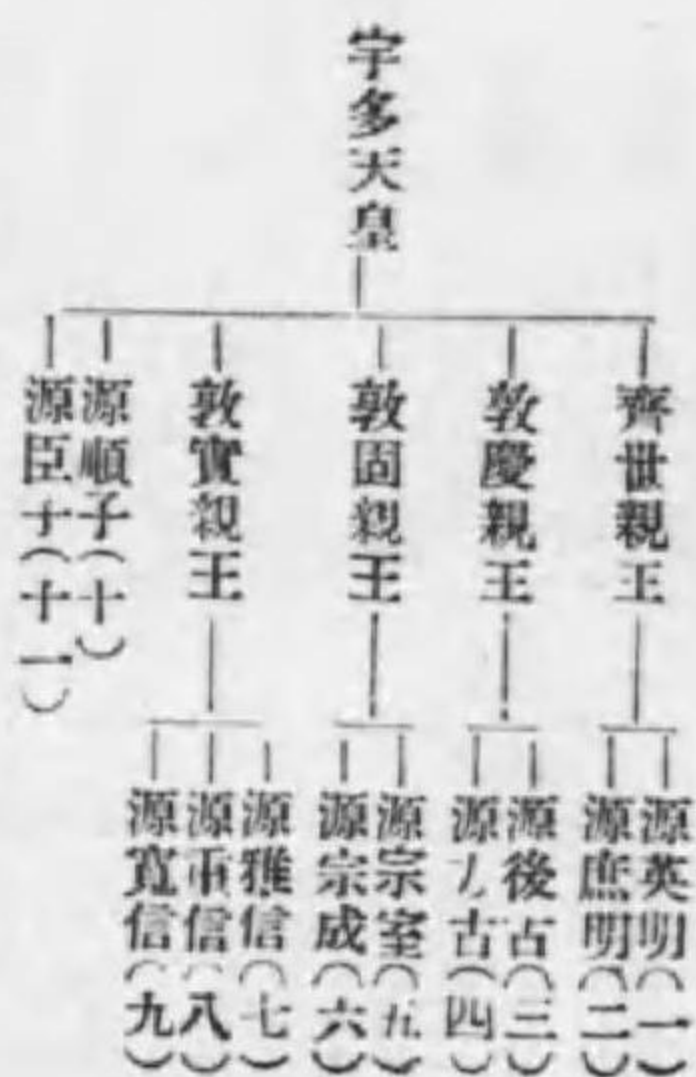 宇多天皇
齊世親王
源英明(一)
源庶明(二)
敦慶親王
源後古(三)
古(四)
敦固親王
源宗室(五)
源宗成(六)
敦實親王
源雅信(七)
源重信(八)
源寬信(九)
源順子(十)
源臣子(十一)